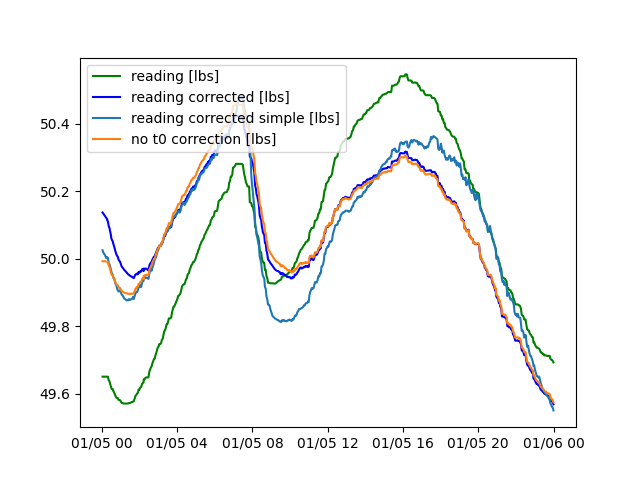 reading [lbs]
reading corrected [lbs]
reading corrected simple [lbs]
no t0 correction [lbs]
50.4
50.2
50.0
49.8
49.6
01/05 00 01/05 04 01/05 08 01/05 12 01/05 16 01/05 20 01/06 00